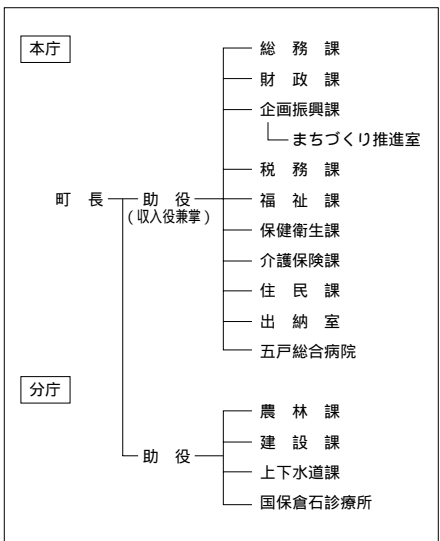 本庁
総務課
財政課
企画振興課
まちづくり推進室
税務課
町長 助役 福祉課
(収入役兼掌)
保健衛生課
介護保険課
住民課
出納室
五戸総合病院
分庁
農林課
建設課
助役
上下水道課
国保倉石診療所